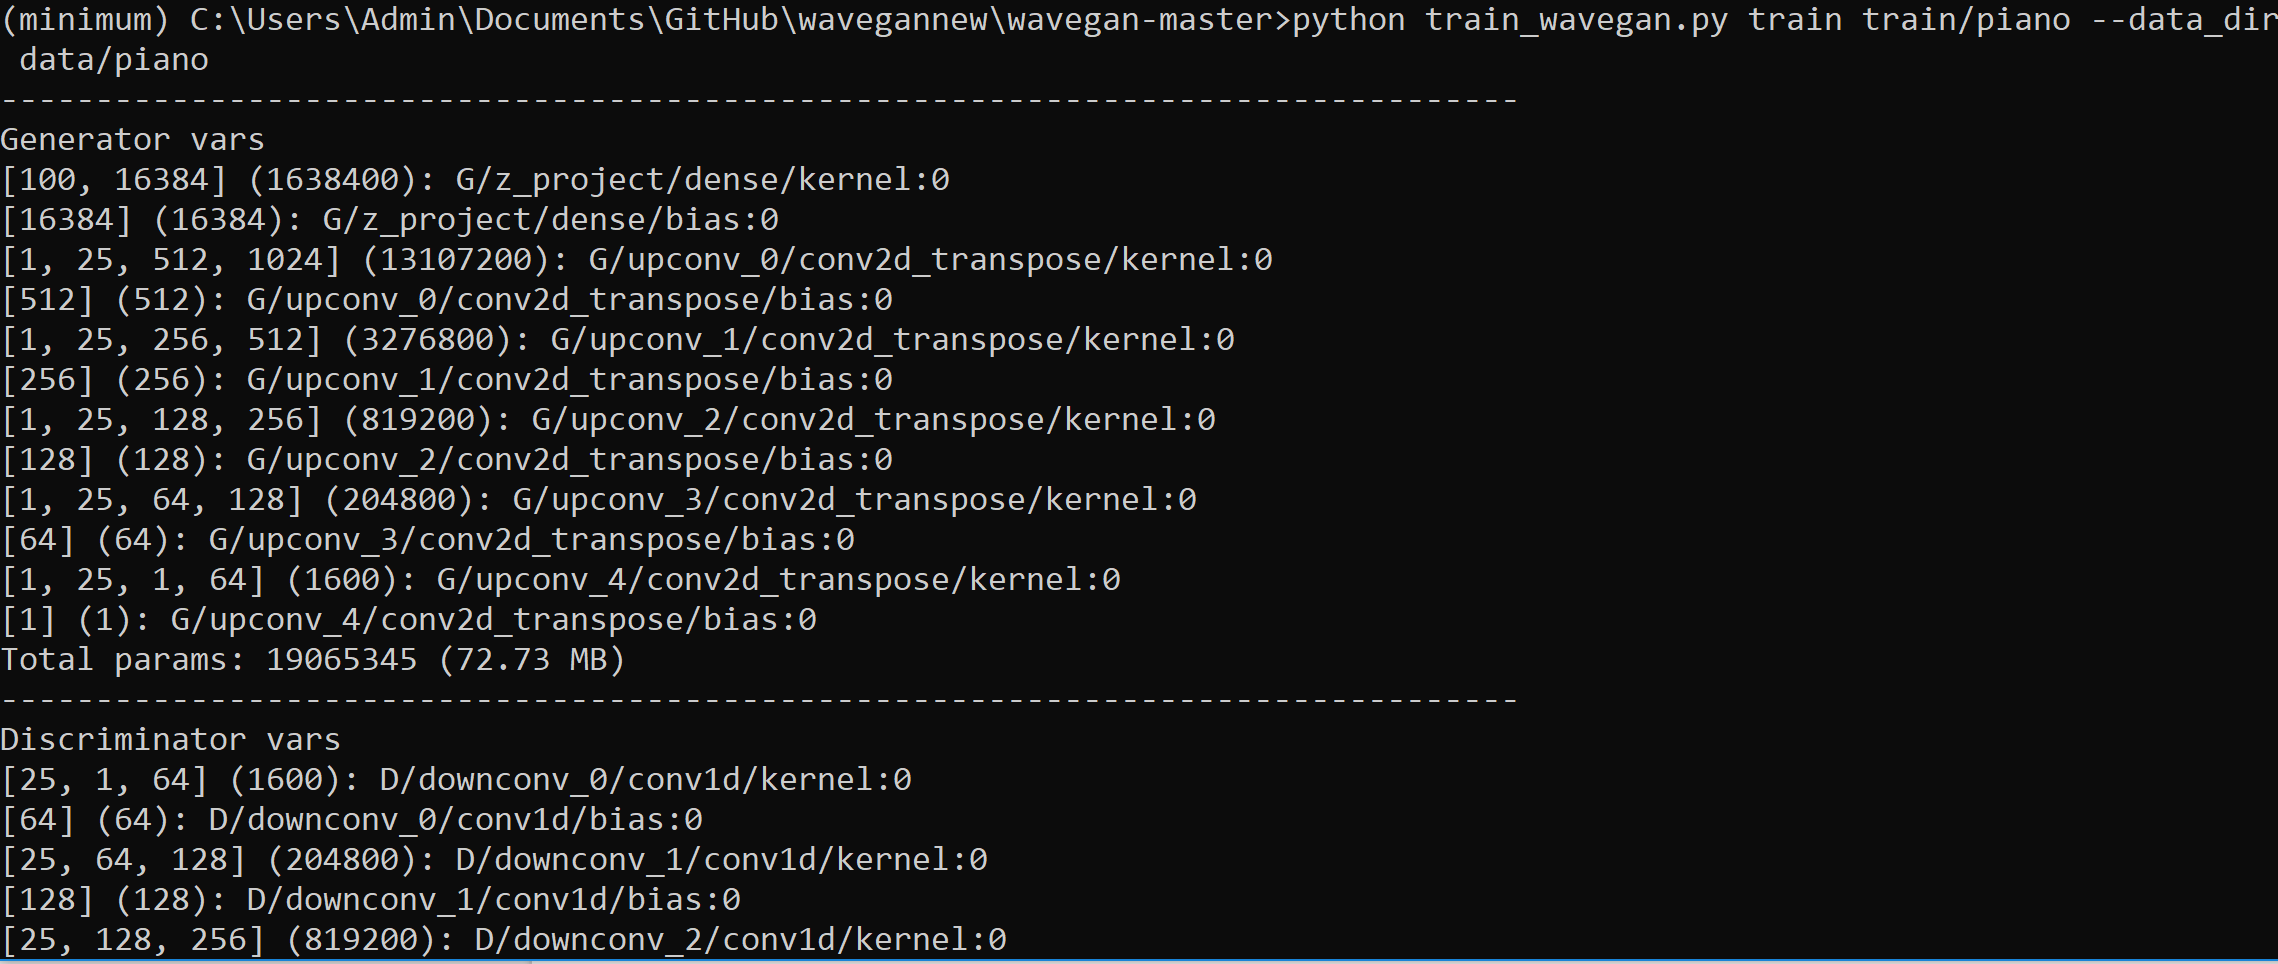 (minimum) C:\Users\Admin\Documents\GitHub\wavegannew\wavegan-master>python train_wavegan.py train train/piano --data_dir
 data/piano
--------------------------------------------------------------------------------
Generator vars
[100, 16384] (1638400): G/z_project/dense/kernel:0
[16384] (16384): G/z_project/dense/bias:0
[1, 25, 512, 1024] (13107200): G/upconv_0/conv2d_transpose/kernel:0
[512] (512): G/upconv_0/conv2d_transpose/bias:0
[1, 25, 256, 512] (3276800): G/upconv_1/conv2d_transpose/kernel:0
[256] (256): G/upconv_1/conv2d_transpose/bias:0
[1, 25, 128, 256] (819200): G/upconv_2/conv2d_transpose/kernel:0
[128] (128): G/upconv_2/conv2d_transpose/bias:0
[1, 25, 64, 128] (204800): G/upconv_3/conv2d_transpose/kernel:0
[64] (64): G/upconv_3/conv2d_transpose/bias:0
[1, 25, 1, 64] (1600): G/upconv_4/conv2d_transpose/kernel:0
[1] (1): G/upconv_4/conv2d_transpose/bias:0
Total params: 19065345 (72.73 MB)
--------------------------------------------------------------------------------
Discriminator vars
[25, 1, 64] (1600): D/downconv_0/conv1d/kernel:0
[64] (64): D/downconv_0/conv1d/bias:0
[25, 64, 128] (204800): D/downconv_1/conv1d/kernel:0
[128] (128): D/downconv_1/conv1d/bias:0
[25, 128, 256] (819200): D/downconv_2/conv1d/kernel:0